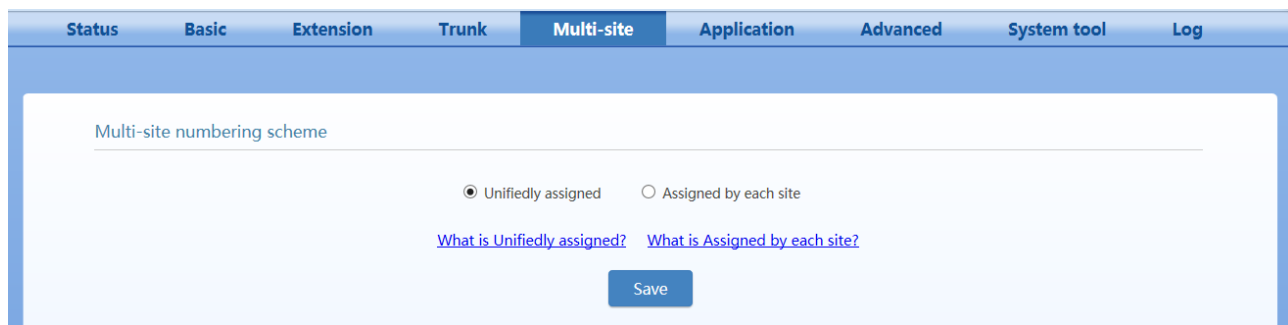 Status Basic Extension Trunk Multi-site Application Advanced System tool Log
Multi-site numbering scheme
Unifiedly assigned Assigned by each site
What is Unifiedly assigned? What is Assigned by each site?
Save